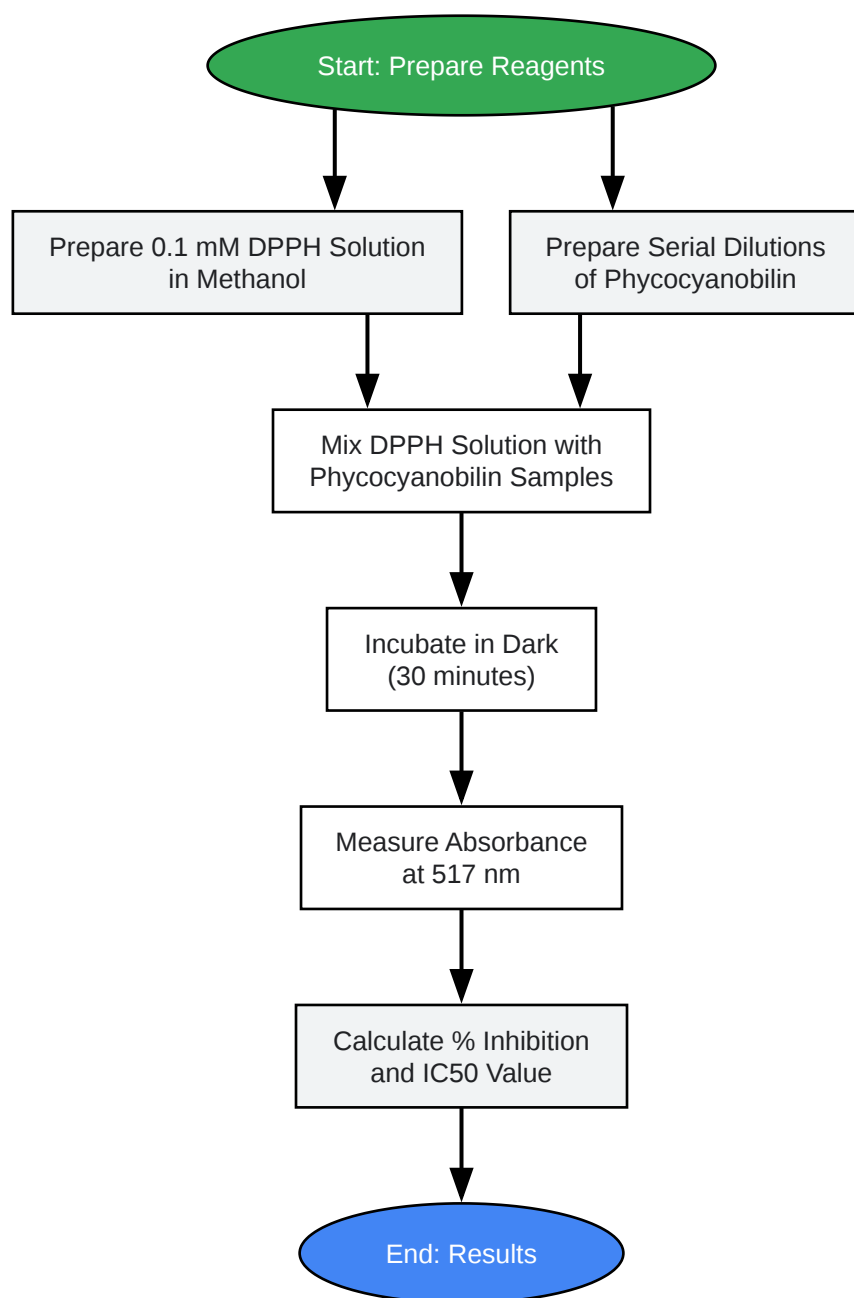 Start: Prepare Reagents
Prepare 0.1 mM DPPH Solution
in Methanol
Prepare Serial Dilutions
of Phycocyanobilin
Mix DPPH Solution with
Phycocyanobilin Samples
Incubate in Dark
(30 minutes)
Measure Absorbance
at 517 nm
Calculate % Inhibition
and IC50 Value
End: Results